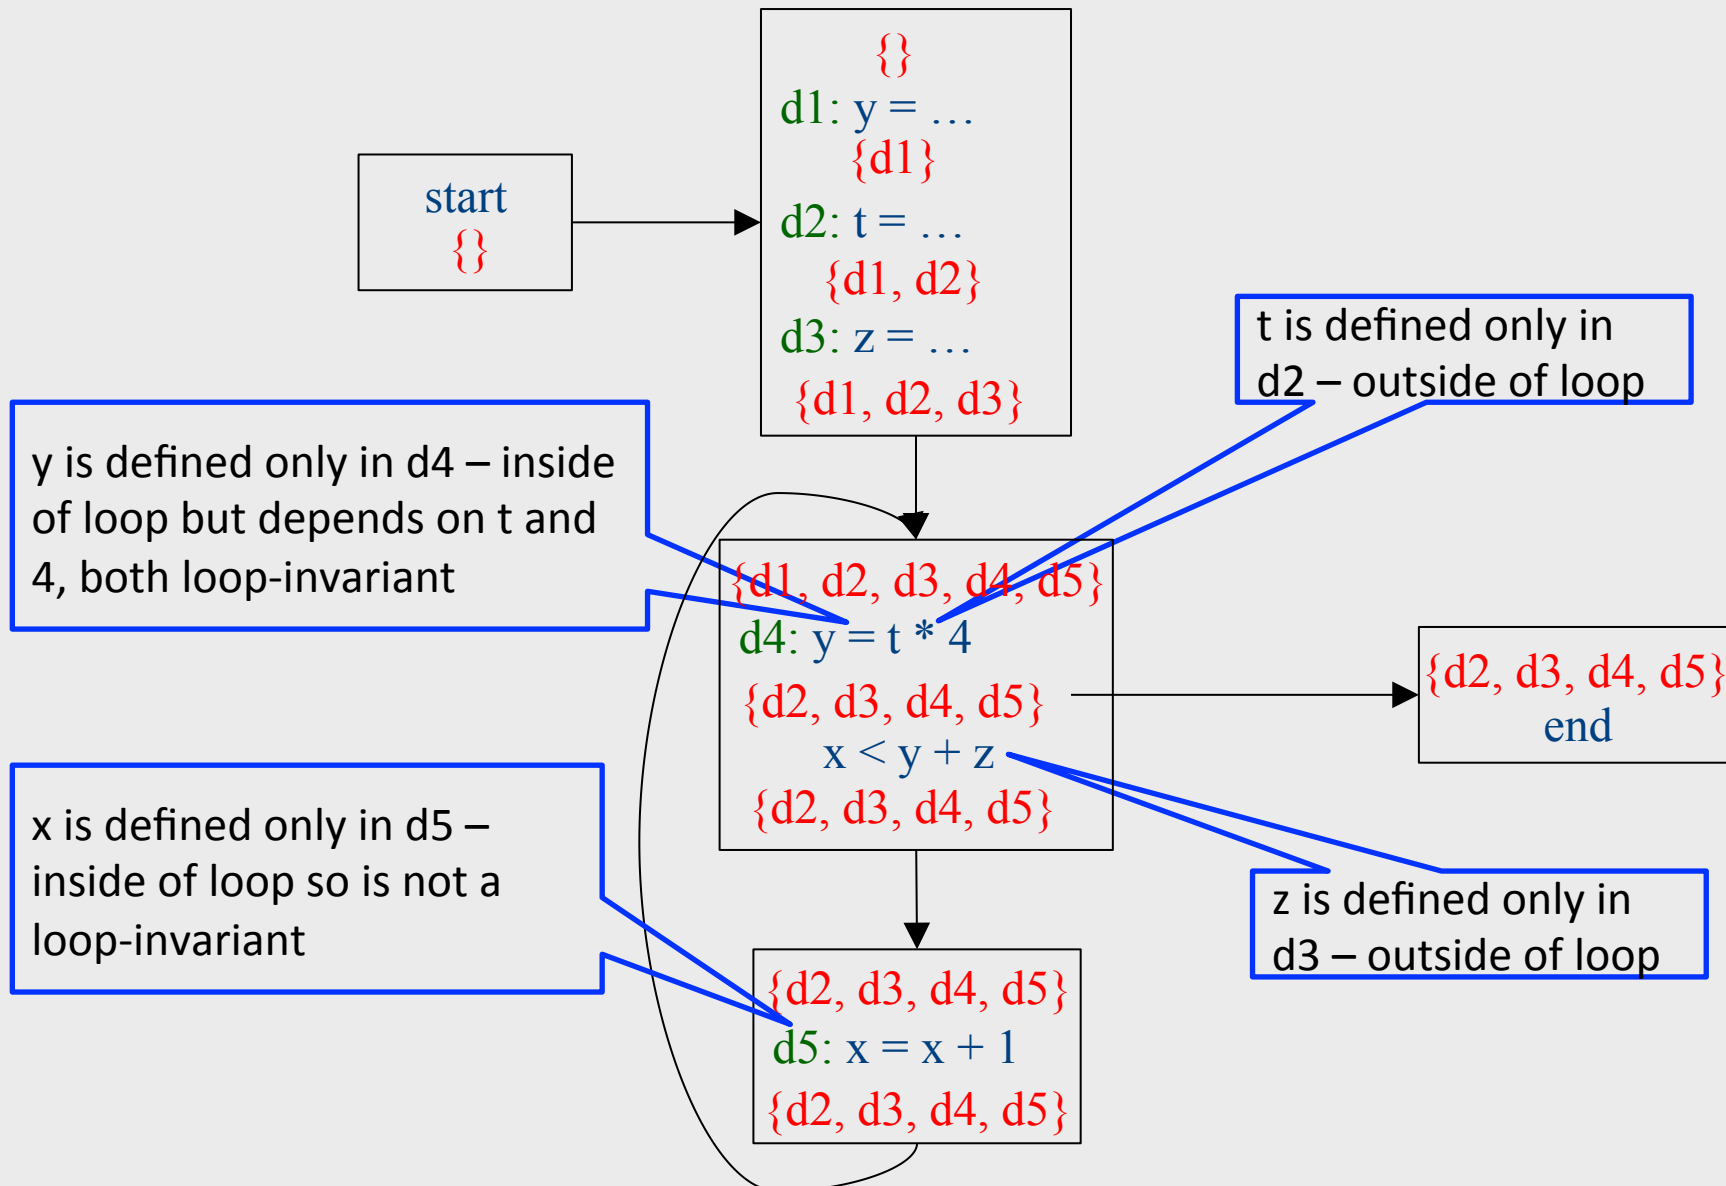 {}
d1: y = …
{d1}
d2: t = …
{d1, d2}
d3: z = …
{d1, d2, d3}
start
{}
t is defined only in
d2 – outside of loop
y is defined only in d4 – inside
of loop but depends on t and
4, both loop-invariant
{d1, d2, d3, d4, d5}
d4: y = t * 4
{d2, d3, d4, d5}
x < y + z
{d2, d3, d4, d5}
{d2, d3, d4, d5}
end
x is defined only in d5 –
inside of loop so is not a
loop-invariant
z is defined only in
d3 – outside of loop
{d2, d3, d4, d5}
d5: x = x + 1
{d2, d3, d4, d5}